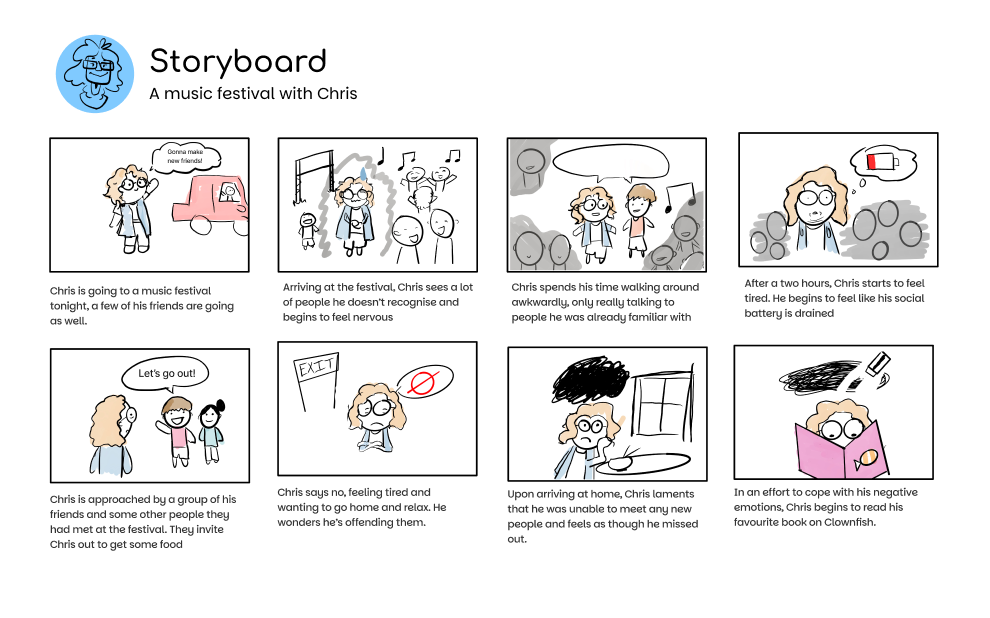 Storyboard
A music festival with Chris
Gonna make
new friends!
Chris is going to a music festival
tonight, a few of his friends are going
as well.
Arriving at the festival, Chris sees a lot
of people he doesn't recognise and
begins to feel nervous
Chris spends his time walking around
awkwardly, only really talking to
people he was already familiar with
After a two hours, Chris starts to feel
tired. He begins to feel like his social
battery is drained
Let's go out!
Chris is approached by a group of his
friends and some other people they
had met at the festival. They invite
Chris out to get some food
EXIT
Chris says no, feeling tired and
wanting to go home and relax. He
wonders he's offending them.
Upon arriving at home, Chris laments
that he was unable to meet any new
people and feels as though he missed
out.
In an effort to cope with his negative
emotions, Chris begins to read his
favourite book on Clownfish.